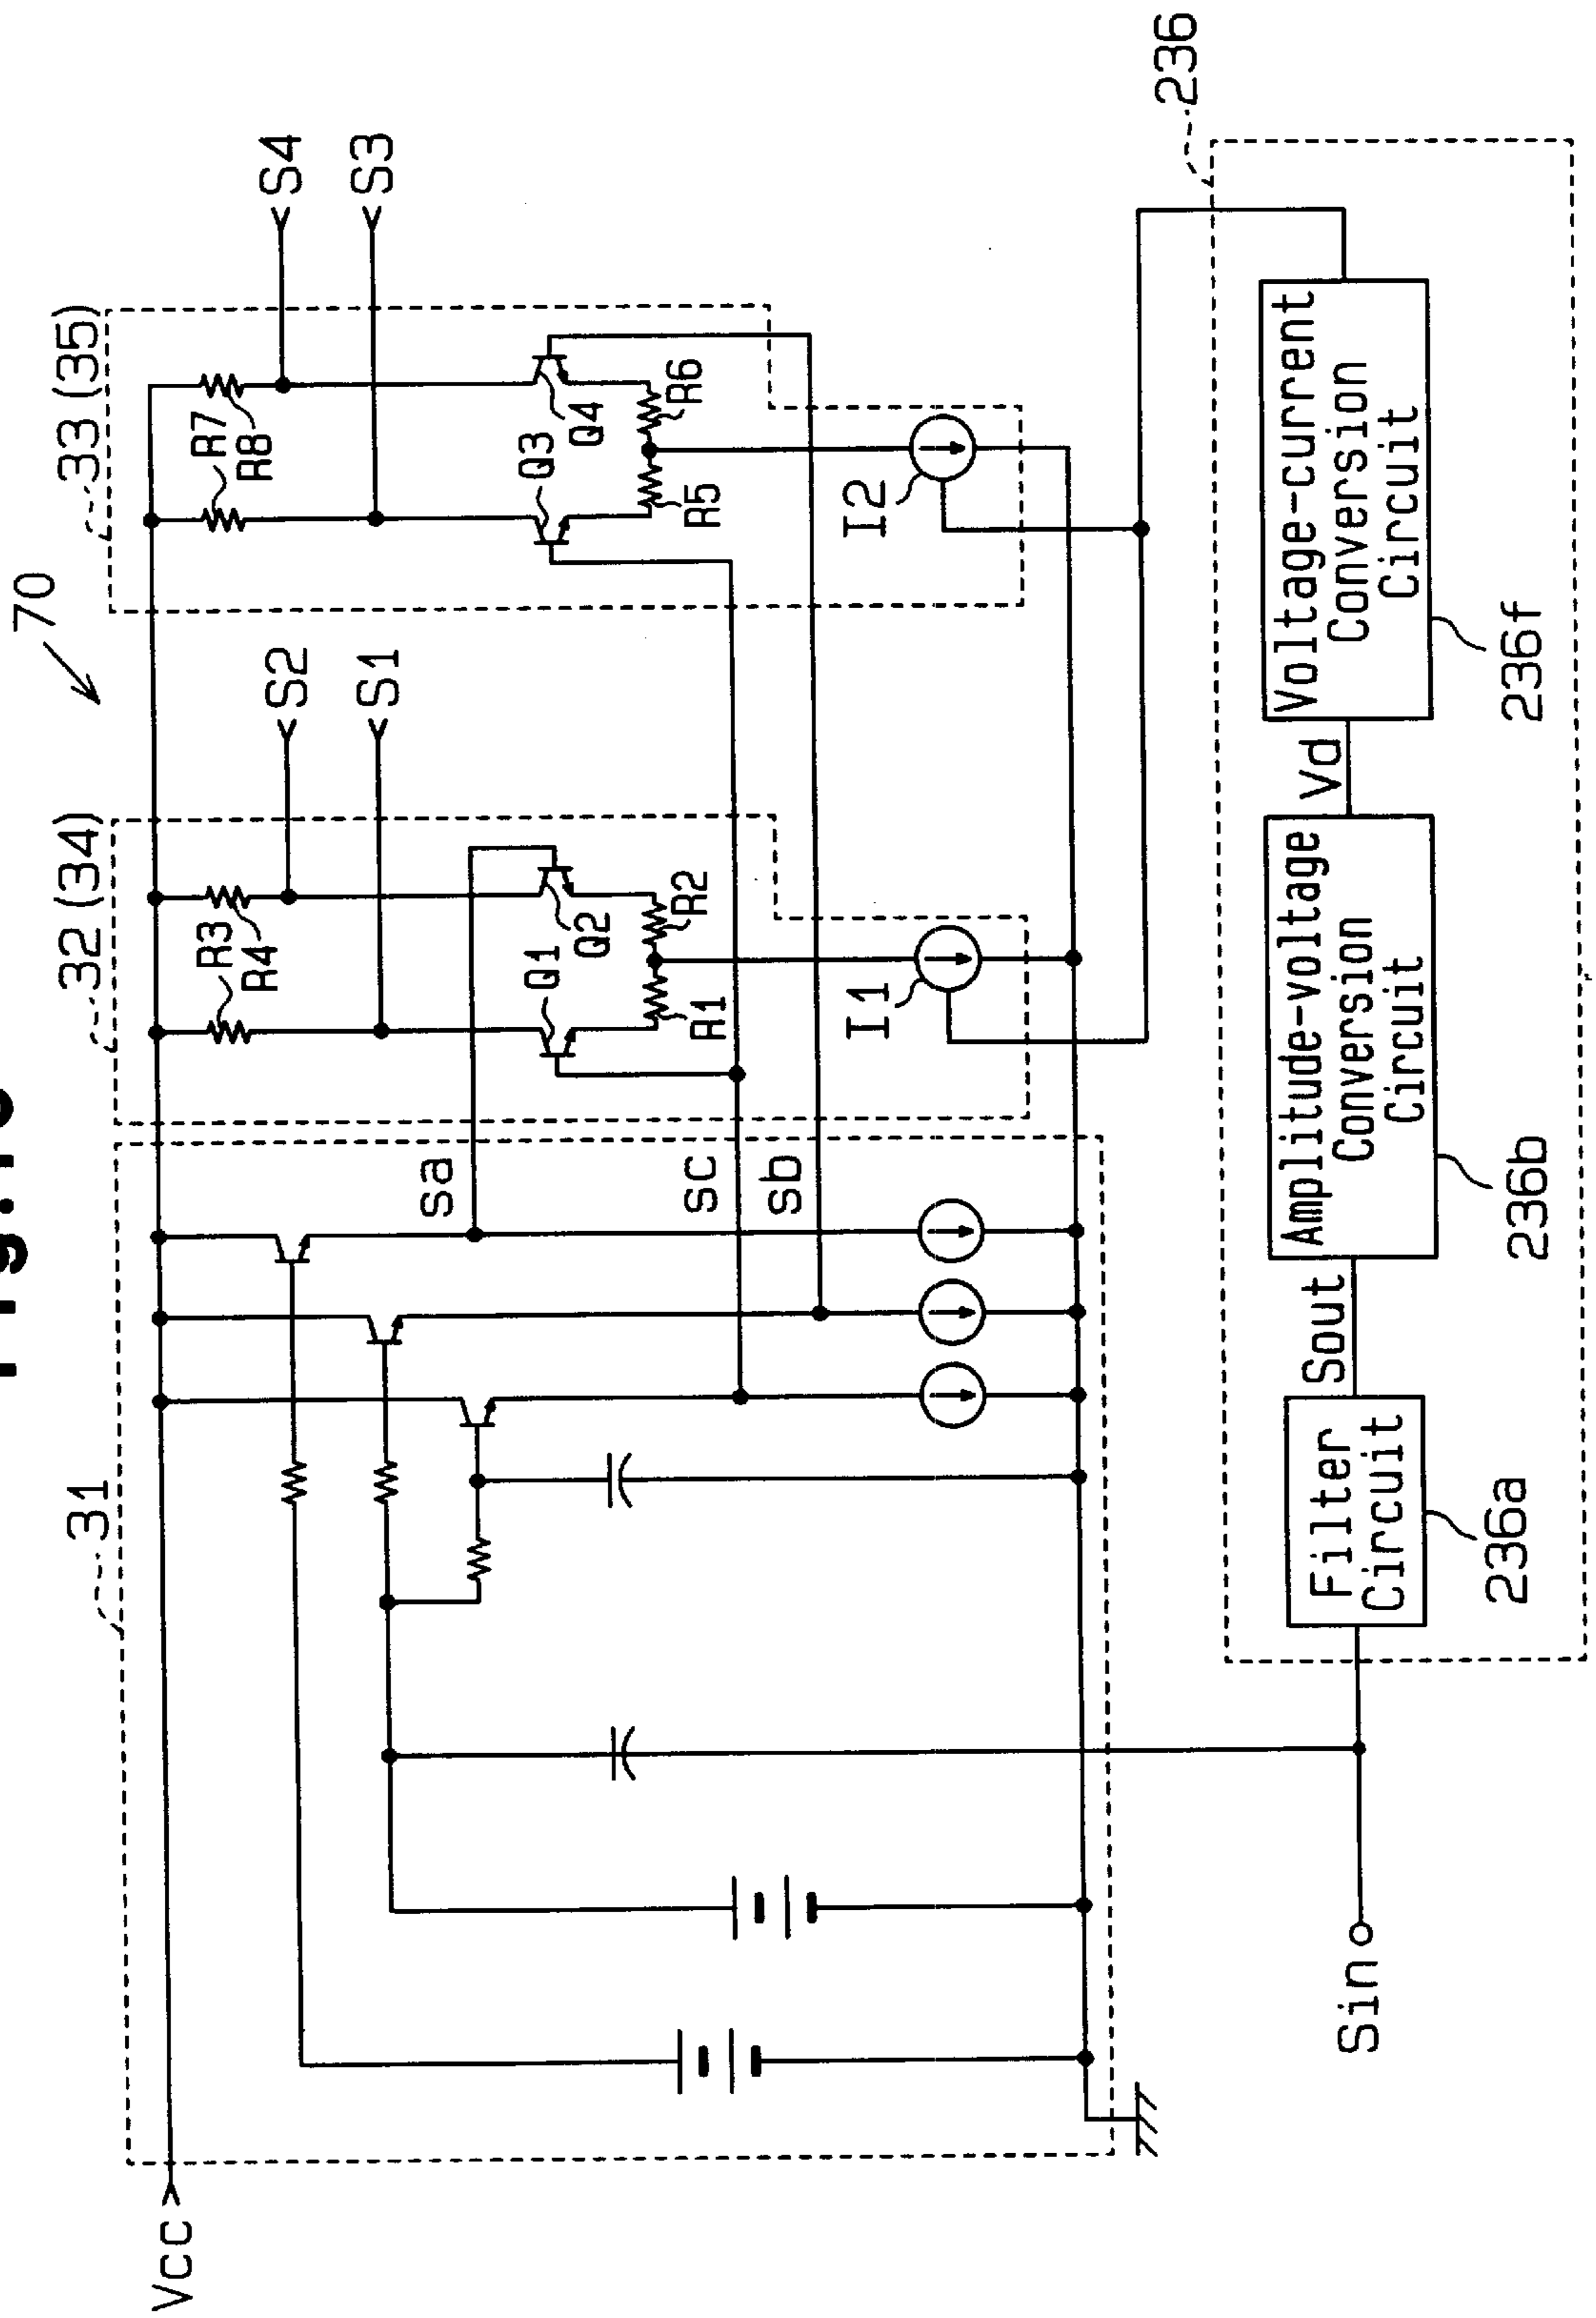 70
31
32 (34)
33 (35)
Vcc
R3
R4
S2
S1
R7
R8
S4
S3
sa
Q1
Q2
Q3
Q4
R1
R2
R5
R6
sc
sb
I1
I2
236
Sin
Filter
Circuit
236a
Sout
Amplitude-voltage
Conversion
Circuit
236b
Vd
Voltage-current
Conversion
Circuit
236f